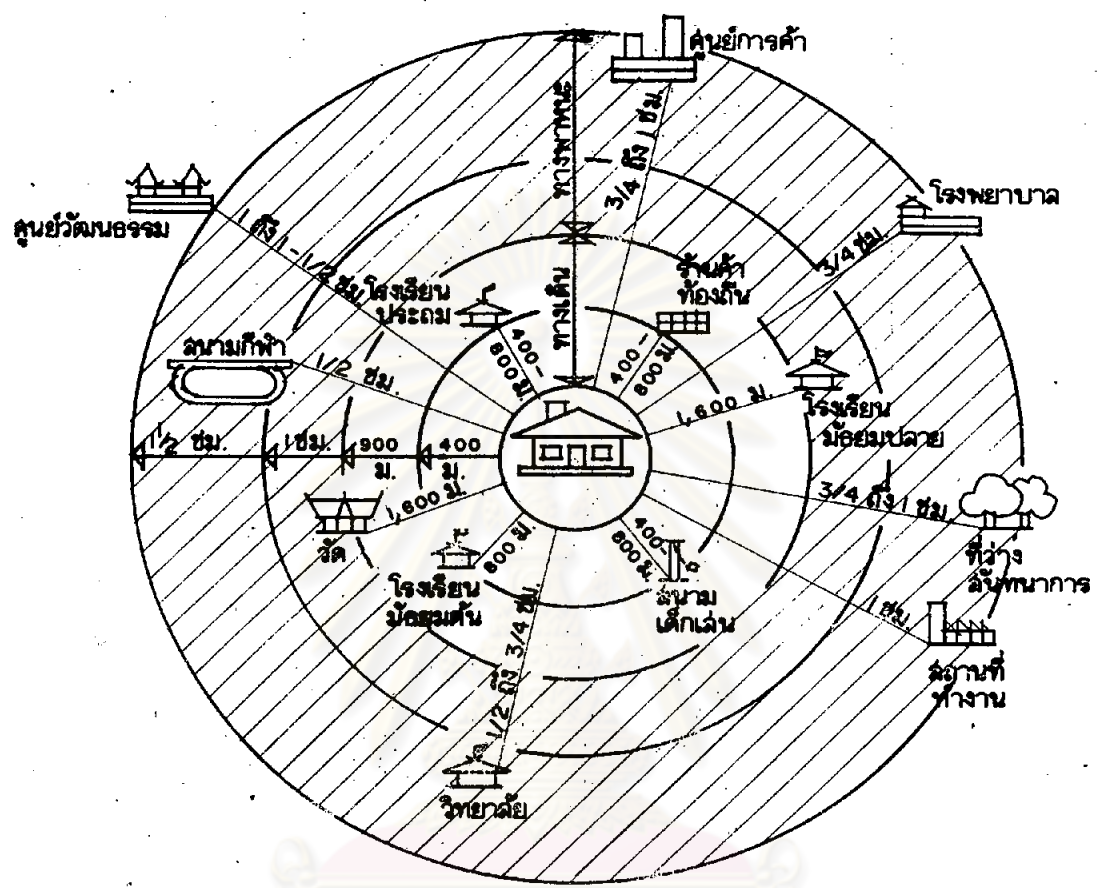 ศูนย์การค้า
ทางพาหนะ
3/4 ถึง 1 ชม.
โรงพยาบาล
3/4 ชม.
ศูนย์วัฒนธรรม
1 ถึง 1-1/2 ชม.
โรงเรียน
ประถม
400-
800 ม.
ทางเดิน
ร้านค้า
ท้องถิ่น
400-
800 ม.
สนามกีฬา
1/2 ชม.
1,600 ม.
โรงเรียน
มัธยมปลาย
1 1/2 ชม.
1 ชม.
900
ม.
400
ม.
3/4 ถึง 1 ชม.
ที่ว่าง
สันทนาการ
1,600 ม.
วัด
800 ม.
โรงเรียน
มัธยมต้น
400-
600 ม.
สนาม
เด็กเล่น
1 ชม.
สถานที่
ทำงาน
1/2 ถึง 3/4 ชม.
วิทยาลัย